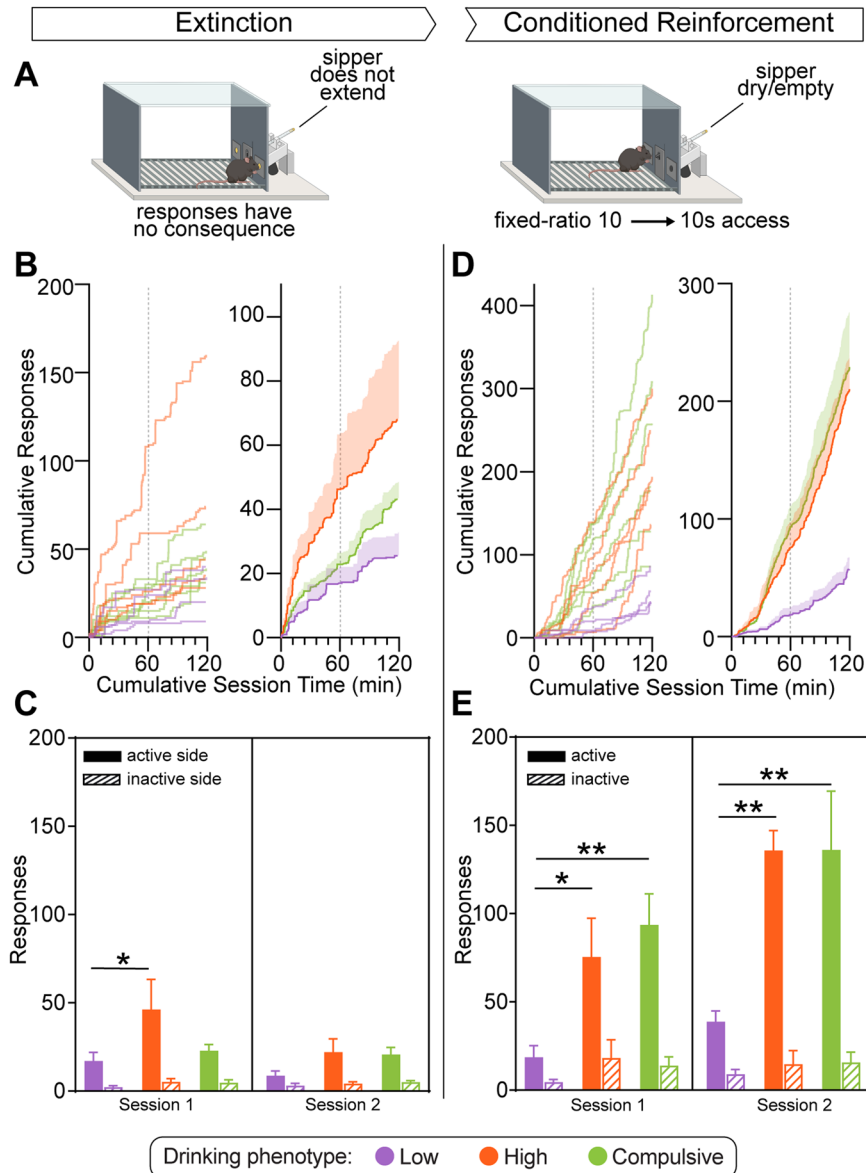 Extinction
Conditioned Reinforcement
A
sipper
does not
extend
responses have
no consequence
sipper
dry/empty
fixed-ratio 10 → 10s access
B
Cumulative Responses
200
150
100
50
0
0 60 120
100
80
60
40
20
0
0 60 120
Cumulative Session Time (min)
D
Cumulative Responses
400
300
200
100
0
0 60 120
300
200
100
0
0 60 120
Cumulative Session Time (min)
C
Responses
200
150
100
50
0
active side
inactive side
*
Session 1
Session 2
E
Responses
200
150
100
50
0
active
inactive
**
*
**
**
Session 1
Session 2
Drinking phenotype: Low High Compulsive